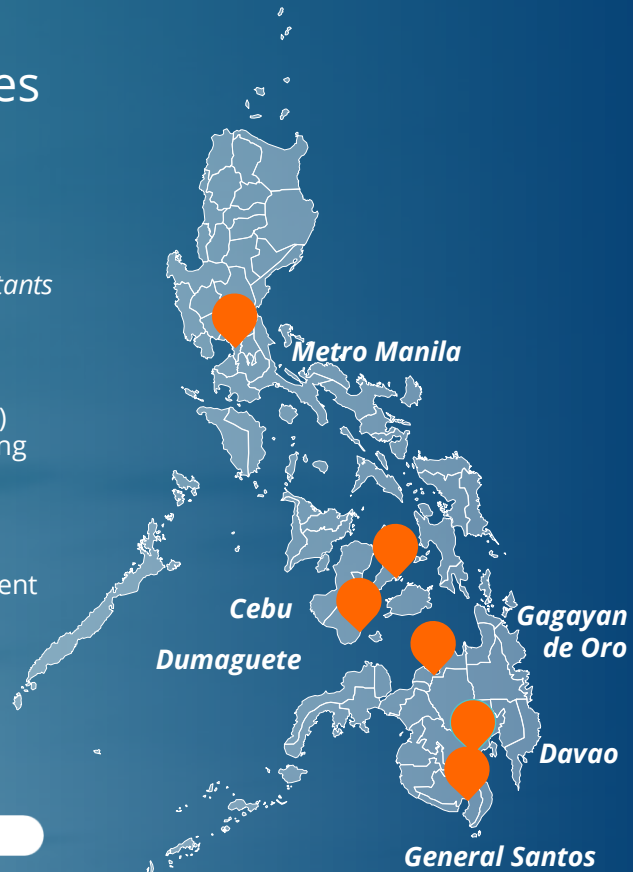 es
tants
Metro Manila
)
ng
ent
Cebu
Gagayan
de Oro
Dumaguete
Davao
General Santos